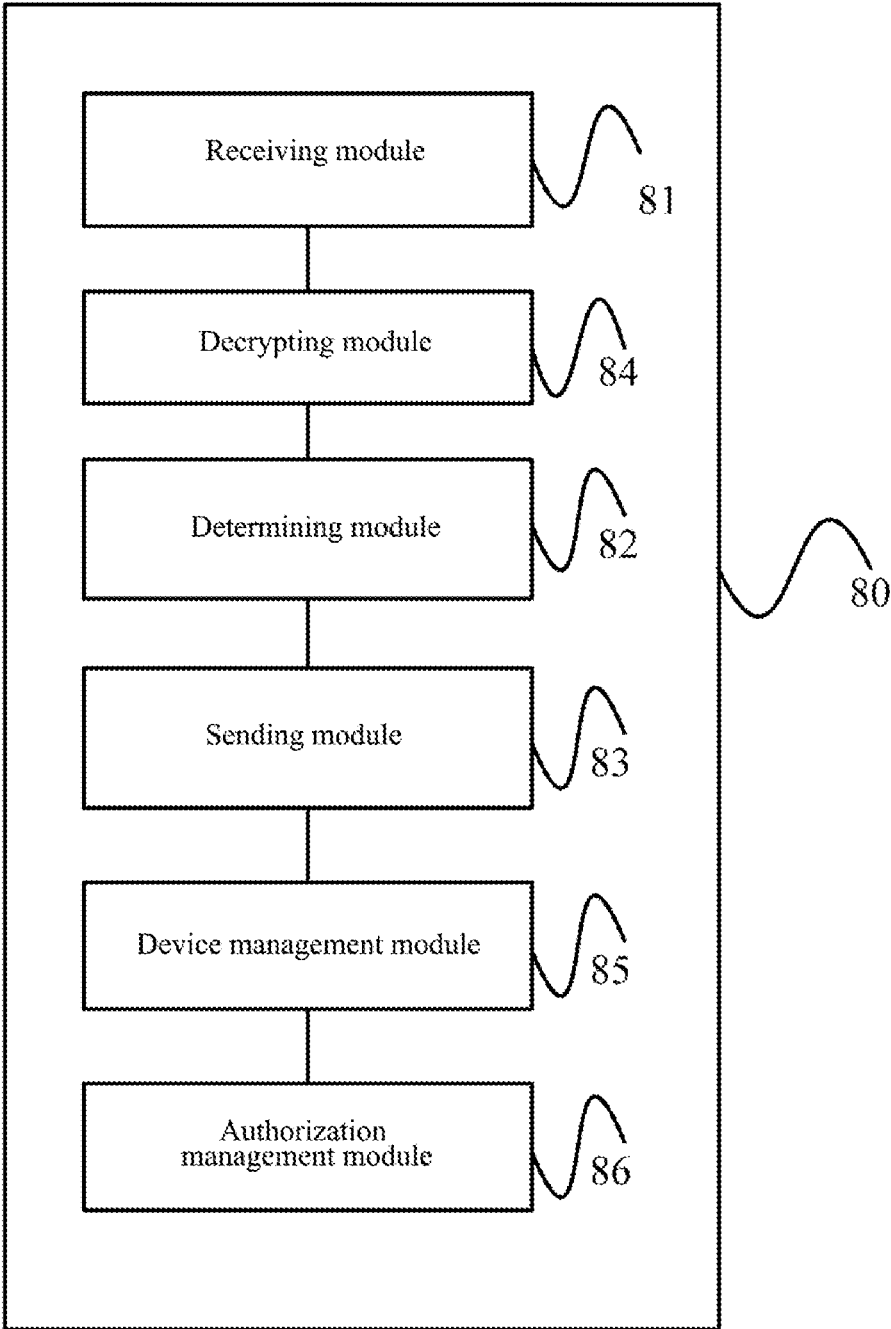 Receiving module
81
Decrypting module
84
Determining module
82
80
Sending module
83
Device management module
85
Authorization
management module
86